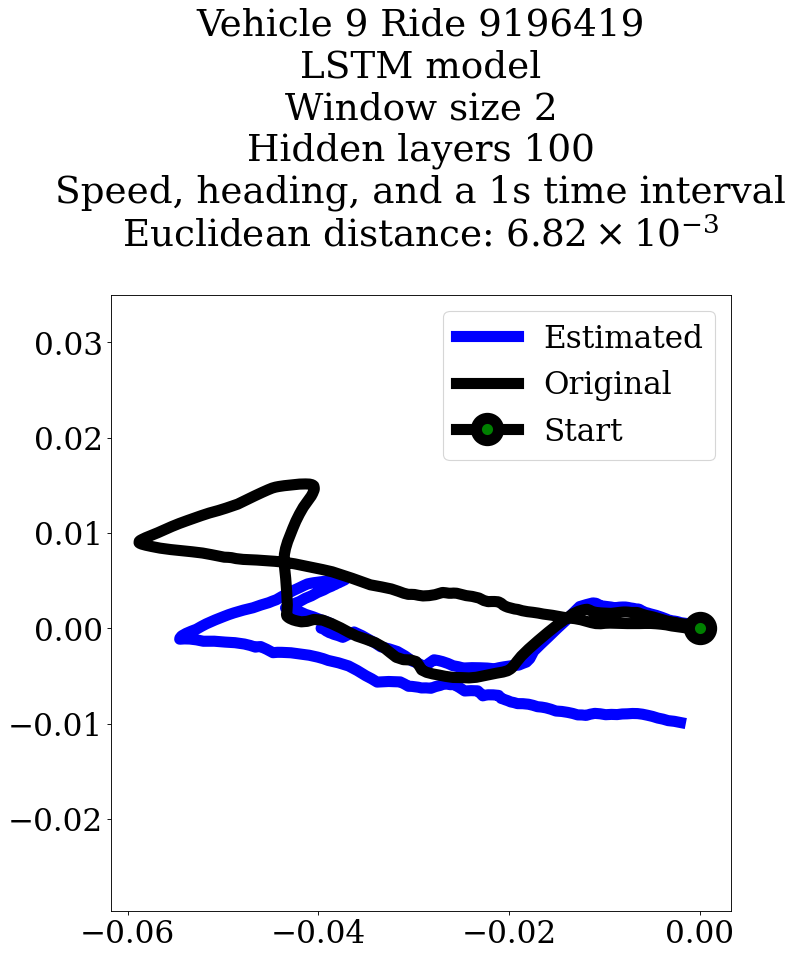 Vehicle 9 Ride 9196419
LSTM model
Window size 2
Hidden layers 100
Speed, heading, and a 1s time interval
Euclidean distance: 6.82 × 10⁻³
Estimated
Original
Start
0.03
0.02
0.01
0.00
−0.01
−0.02
−0.06 −0.04 −0.02 0.00